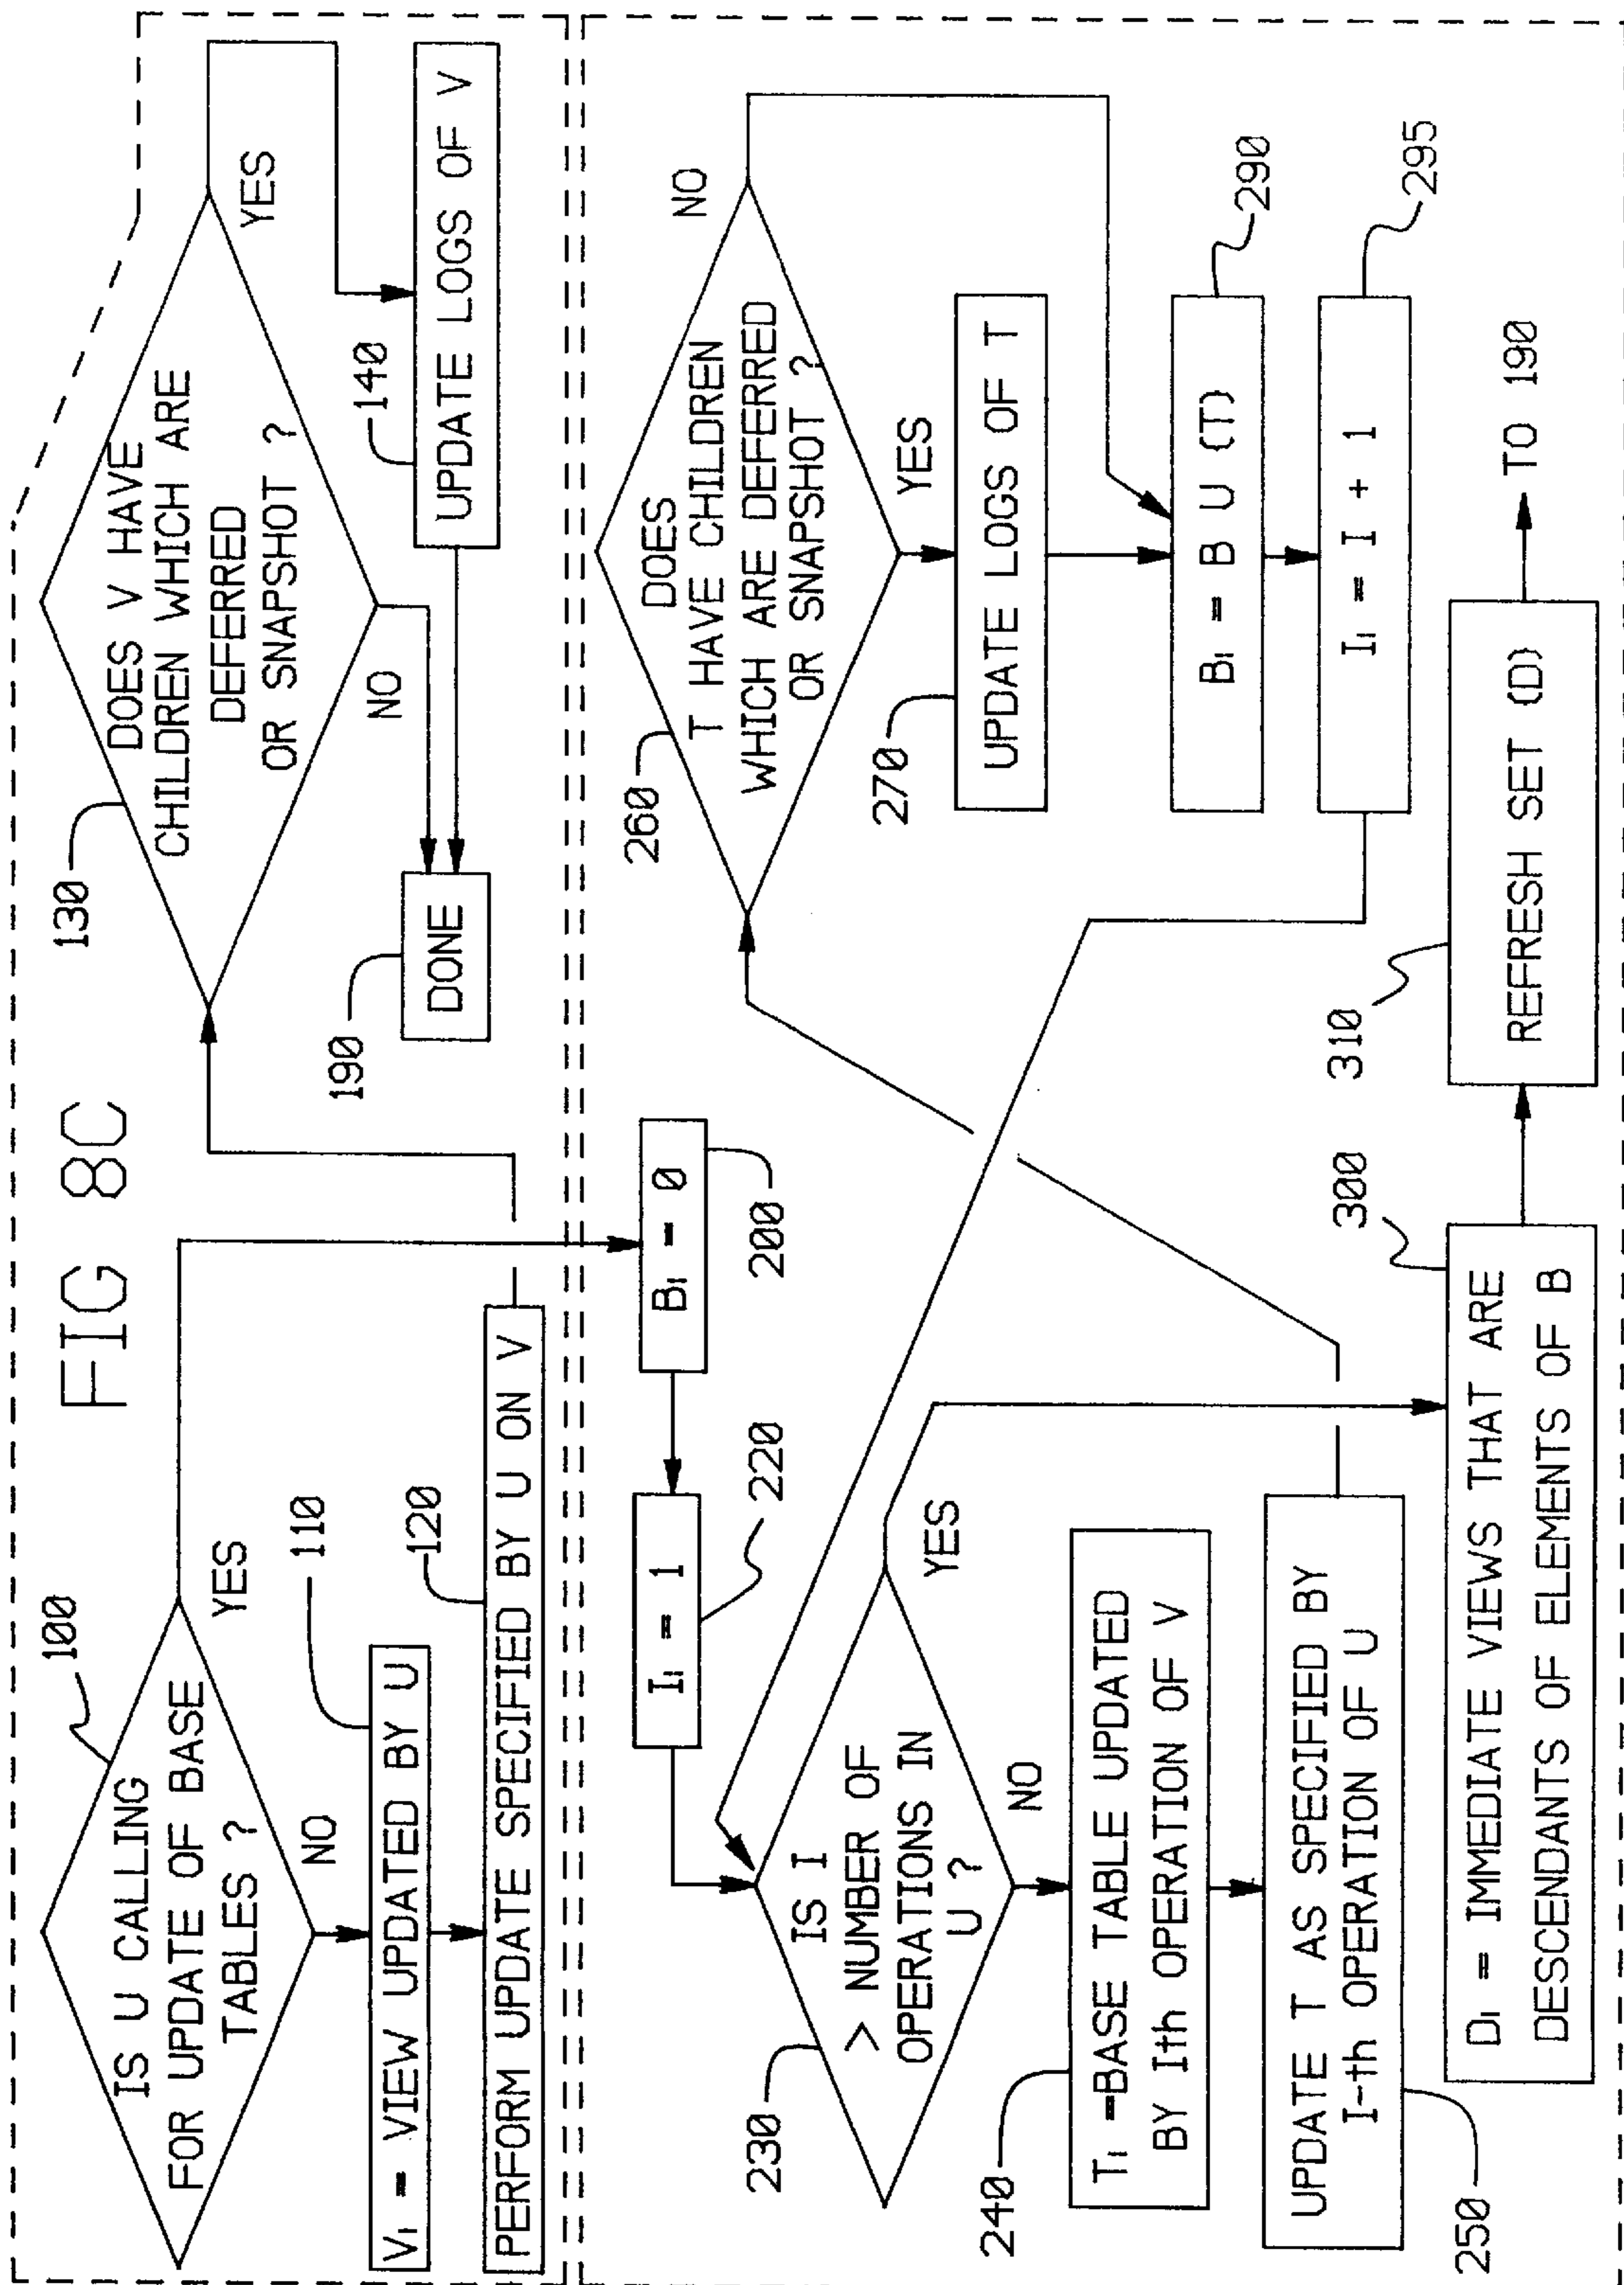 FIG 8C
100
IS U CALLING
FOR UPDATE OF BASE
TABLES ?
YES
NO
110
V₁ = VIEW UPDATED BY U
120
PERFORM UPDATE SPECIFIED BY U ON V
130
DOES V HAVE
CHILDREN WHICH ARE
DEFERRED
OR SNAPSHOT ?
YES
NO
140
UPDATE LOGS OF V
190
DONE
B₁ = 0
200
I₁ = 1
220
230
IS I
> NUMBER OF
OPERATIONS IN
U ?
YES
NO
240
T₁ =BASE TABLE UPDATED
BY Ith OPERATION OF V
UPDATE T AS SPECIFIED BY
I-th OPERATION OF U
250
260
DOES
T HAVE CHILDREN
WHICH ARE DEFERRED
OR SNAPSHOT ?
NO
YES
270
UPDATE LOGS OF T
B₁ = B U (T)
290
I₁ = I + 1
295
300
D₁ = IMMEDIATE VIEWS THAT ARE
DESCENDANTS OF ELEMENTS OF B
310
REFRESH SET (D)
TO 190